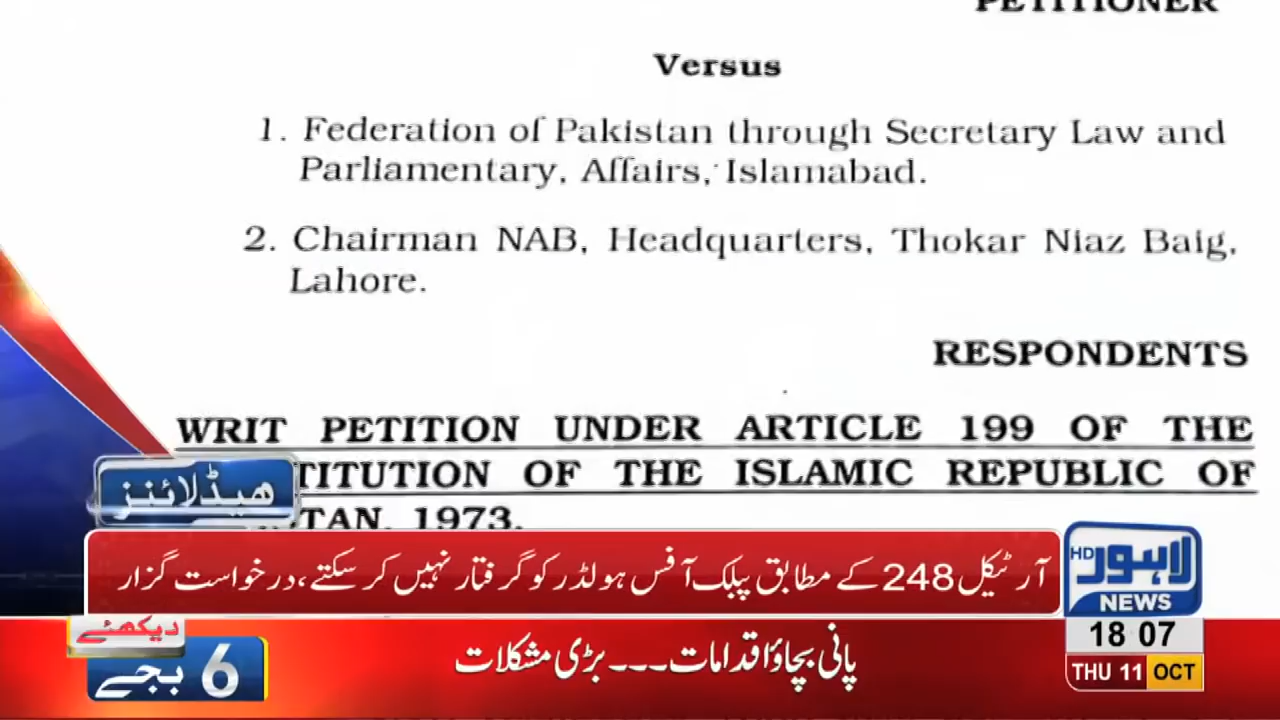 PETITIONER
Versus
1. Federation of Pakistan through Secretary Law and
Parliamentary, Affairs, Islamabad.
2. Chairman NAB, Headquarters, Thokar Niaz Baig,
Lahore.
RESPONDENTS
WRIT PETITION UNDER ARTICLE 199 OF THE
TITUTION OF THE ISLAMIC REPUBLIC OF
TAN, 1973.
ھیڈلائنز
آرٹیکل 248 کے مطابق پبلک آفس ہولڈر کو گرفتار نہیں کر سکتے، درخواست گزار
لاہور HD
NEWS
18 07
THU 11 OCT
دیکھئے
6 بجے
پانی بچاؤ اقدامات۔۔۔ بڑی مشکلات